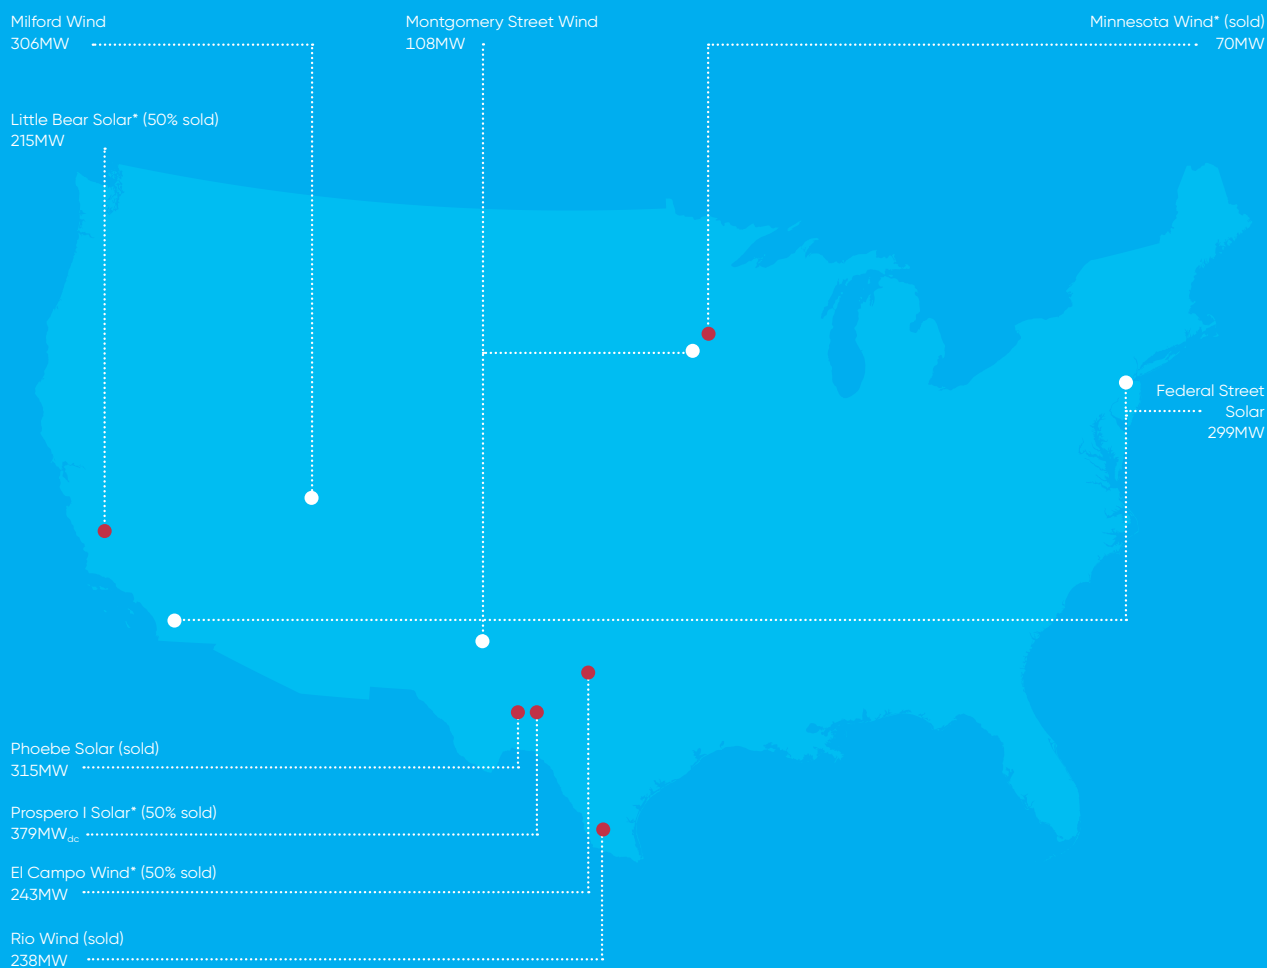 Milford Wind
306MW
Montgomery Street Wind
108MW
Minnesota Wind* (sold)
70MW
Little Bear Solar* (50% sold)
215MW
Federal Street
Solar
299MW
Phoebe Solar (sold)
315MW
Prospero I Solar* (50% sold)
379MWdc
El Campo Wind* (50% sold)
243MW
Rio Wind (sold)
238MW